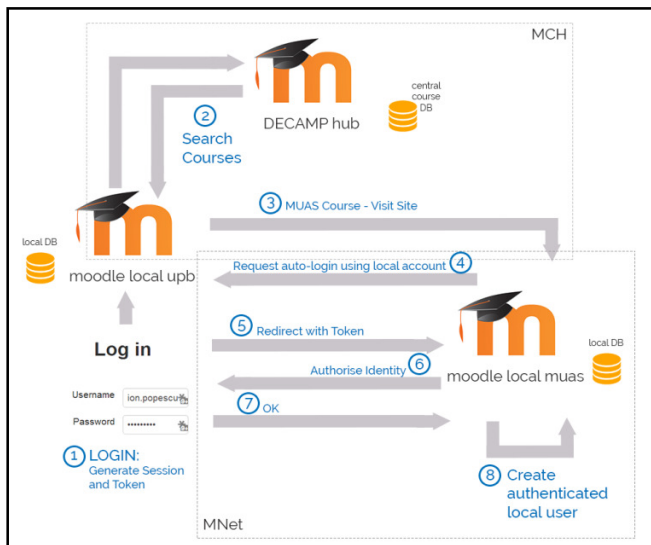 MCH
m
central
course
DB
DECAMP hub
2
Search
Courses
3 MUAS Course - Visit Site
m
local DB
moodle local upb
Request auto-login using local account 4
Log in
5 Redirect with Token
m
local DB
moodle local muas
Authorise Identity 6
Username ion.popescu
Password •••••••••
7 OK
1 LOGIN:
Generate Session
and Token
8 Create
authenticated
local user
MNet